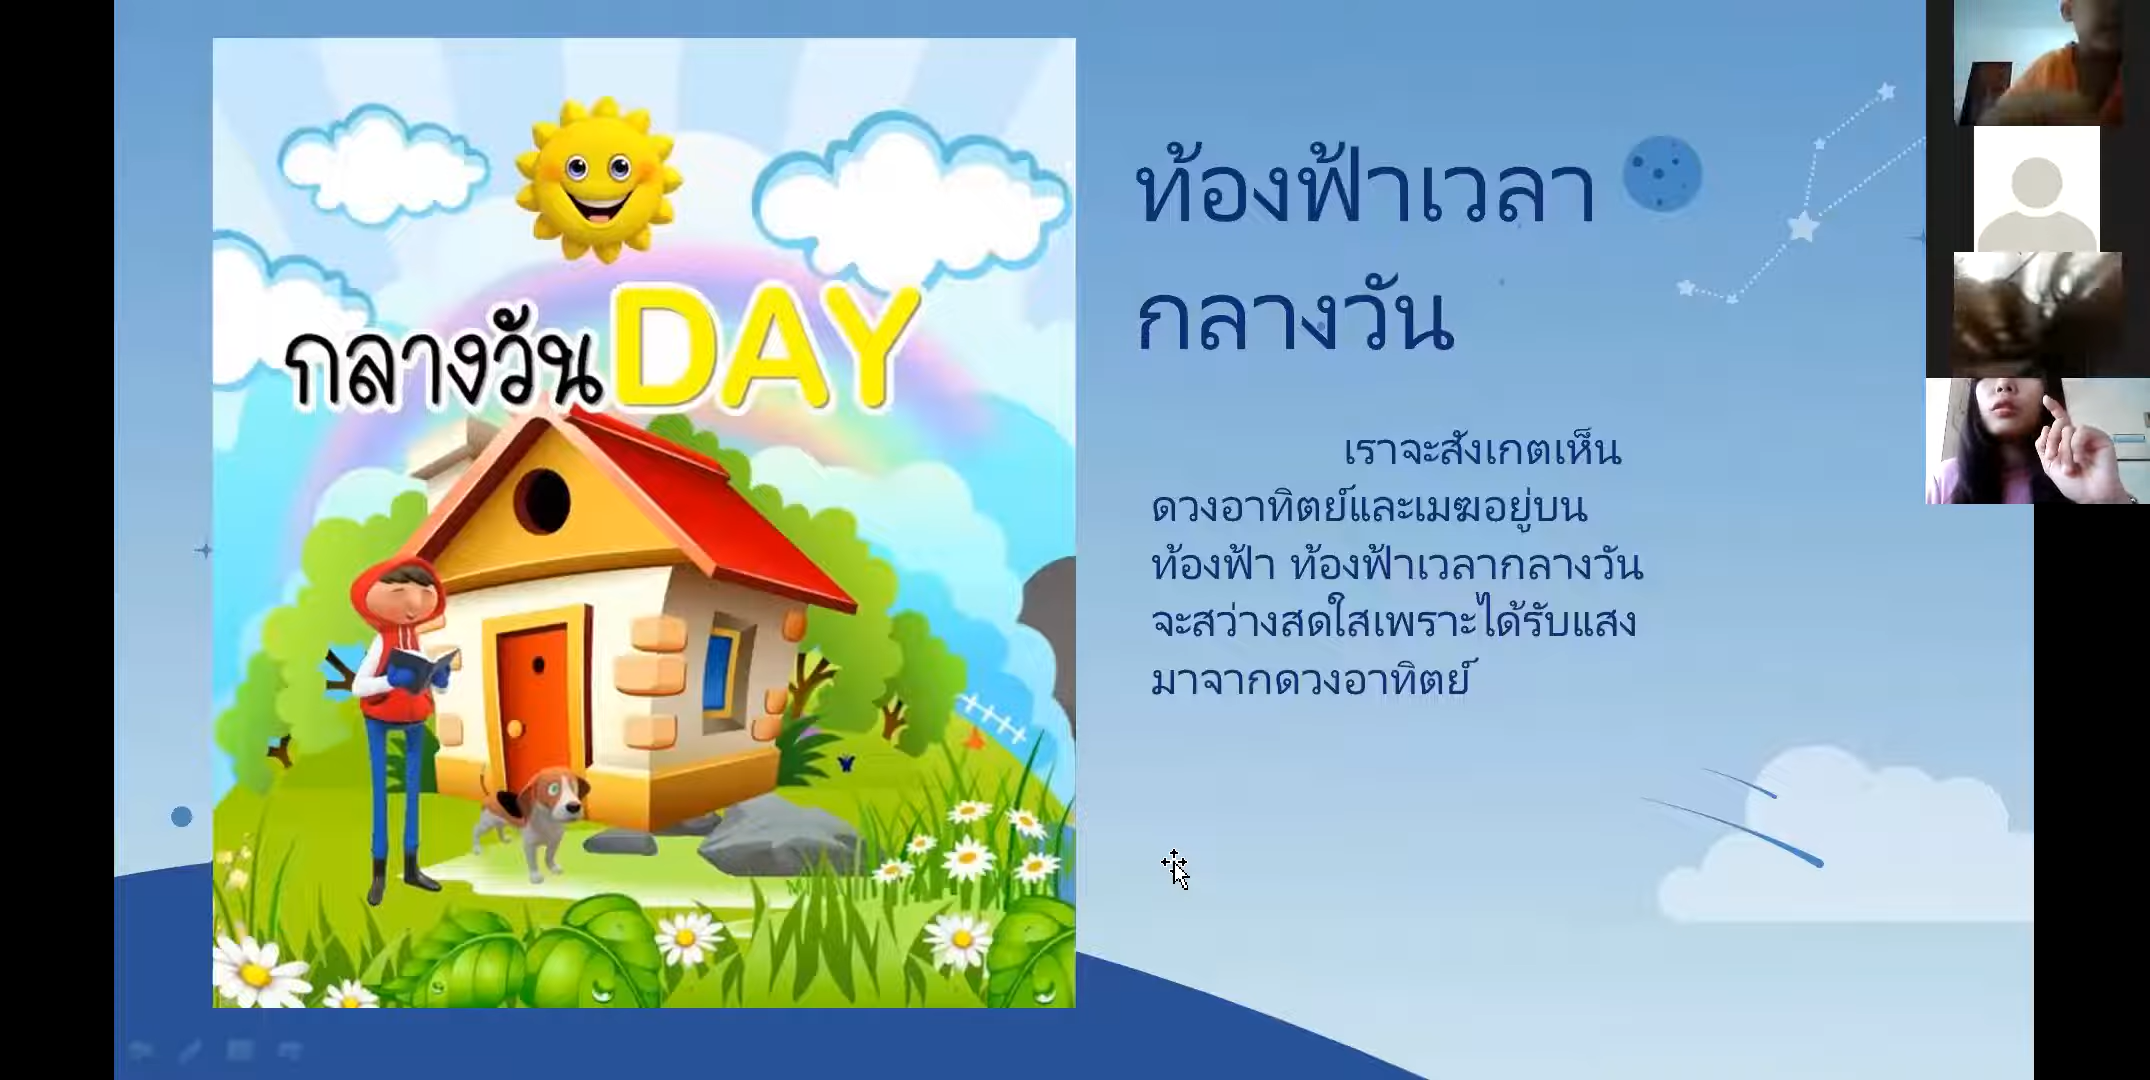 กลางวัน DAY
ท้องฟ้าเวลา
กลางวัน
เราจะสังเกตเห็น
ดวงอาทิตย์และเมฆอยู่บน
ท้องฟ้า ท้องฟ้าเวลากลางวัน
จะสว่างสดใสเพราะได้รับแสง
มาจากดวงอาทิตย์